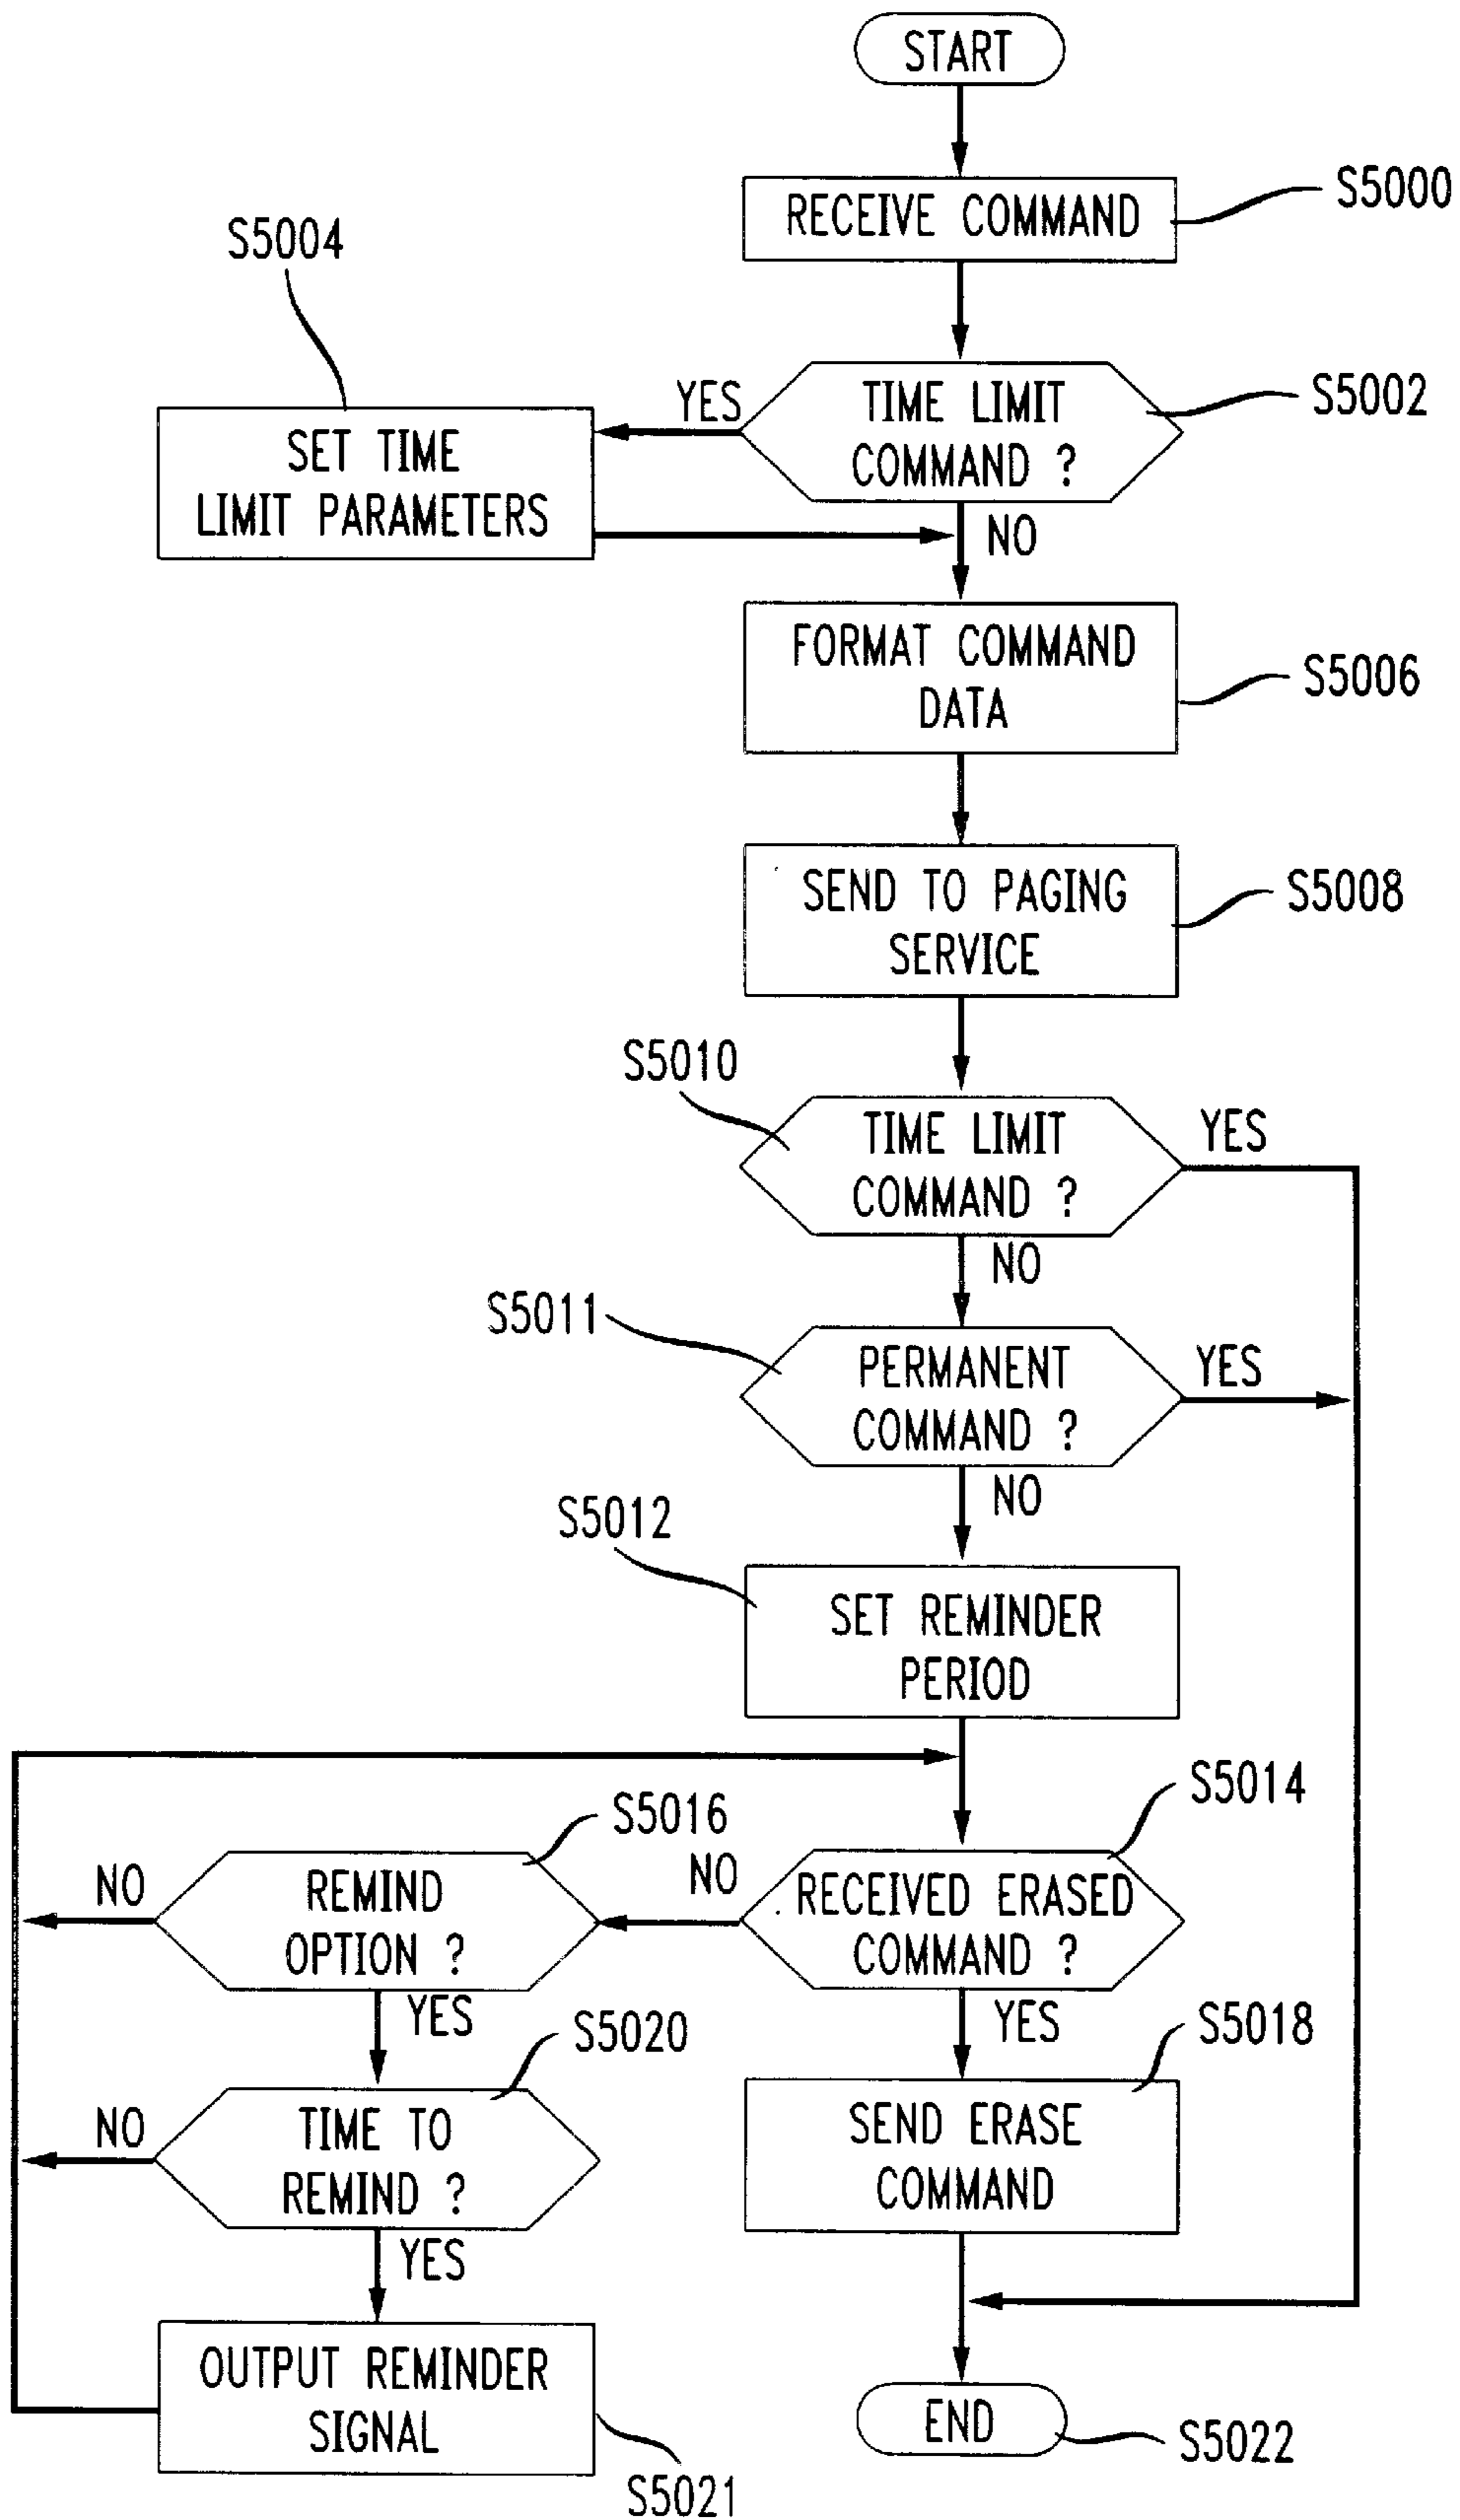 START
RECEIVE COMMAND
S5000
S5004
TIME LIMIT
COMMAND ?
S5002
YES
SET TIME
LIMIT PARAMETERS
NO
FORMAT COMMAND
DATA
S5006
SEND TO PAGING
SERVICE
S5008
S5010
TIME LIMIT
COMMAND ?
YES
NO
S5011
PERMANENT
COMMAND ?
YES
NO
S5012
SET REMINDER
PERIOD
S5014
S5016
NO
REMIND
OPTION ?
NO
RECEIVED ERASED
COMMAND ?
YES
S5020
YES
S5018
NO
TIME TO
REMIND ?
SEND ERASE
COMMAND
YES
OUTPUT REMINDER
SIGNAL
S5021
END
S5022